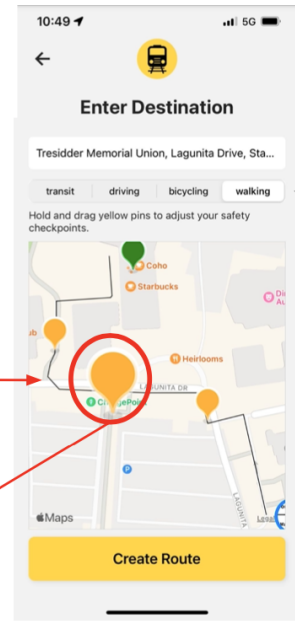 10:49
5G
Enter Destination
Tresidder Memorial Union, Lagunita Drive, Sta...
transit driving bicycling walking
Hold and drag yellow pins to adjust your safety
checkpoints.
Coho
Starbucks
Heirlooms
LAGUNITA DR
P
LAGUNITA
Maps
Legal
Create Route